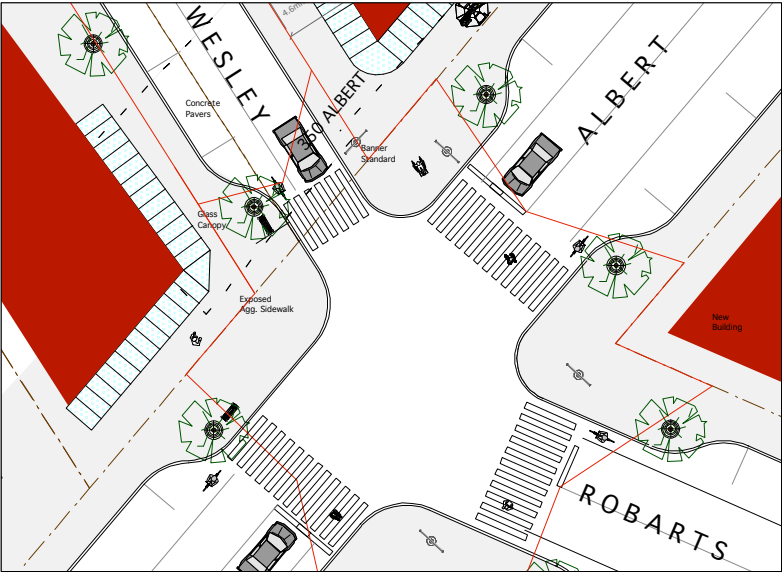 WESLEY
4.6m
350 ALBERT
ALBERT
Concrete
Pavers
Banner
Standard
Glass
Canopy
Exposed
Agg. Sidewalk
New
Building
ROBARTS